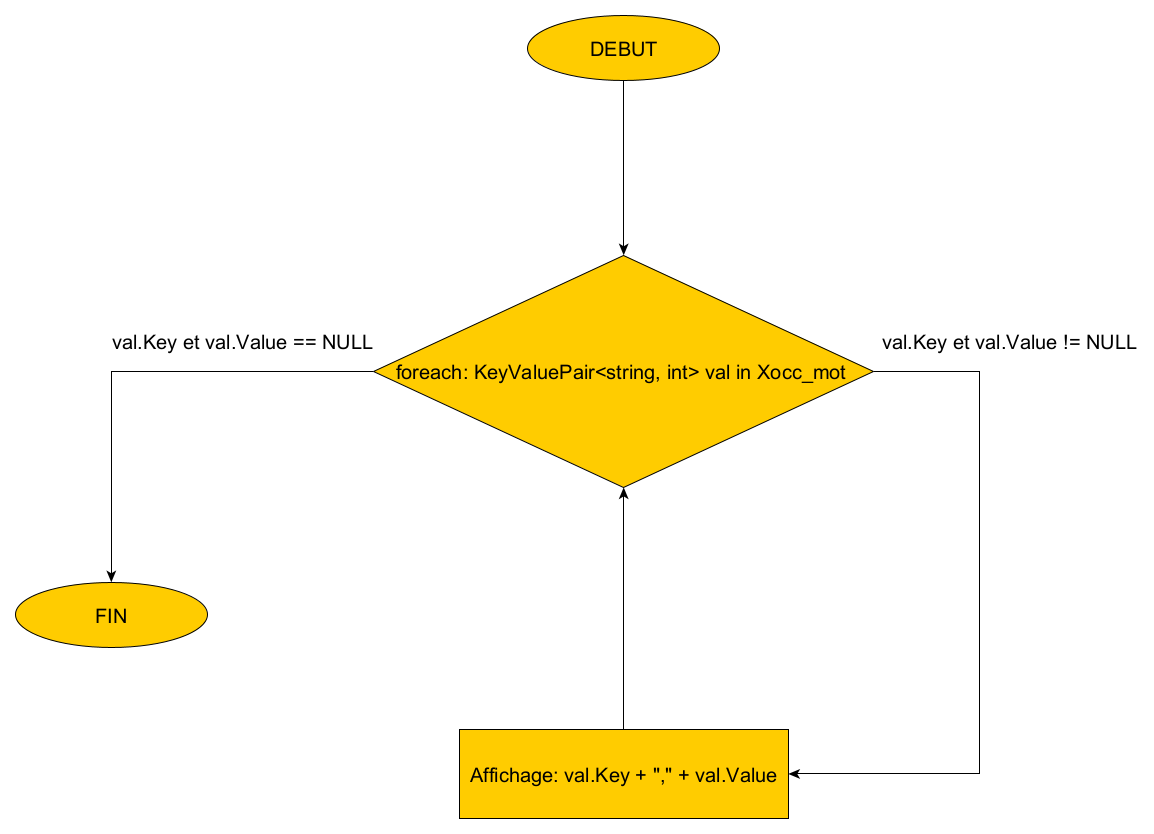 DEBUT
val.Key et val.Value == NULL
val.Key et val.Value != NULL
foreach: KeyValuePair<string, int> val in Xocc_mot
FIN
Affichage: val.Key + "," + val.Value